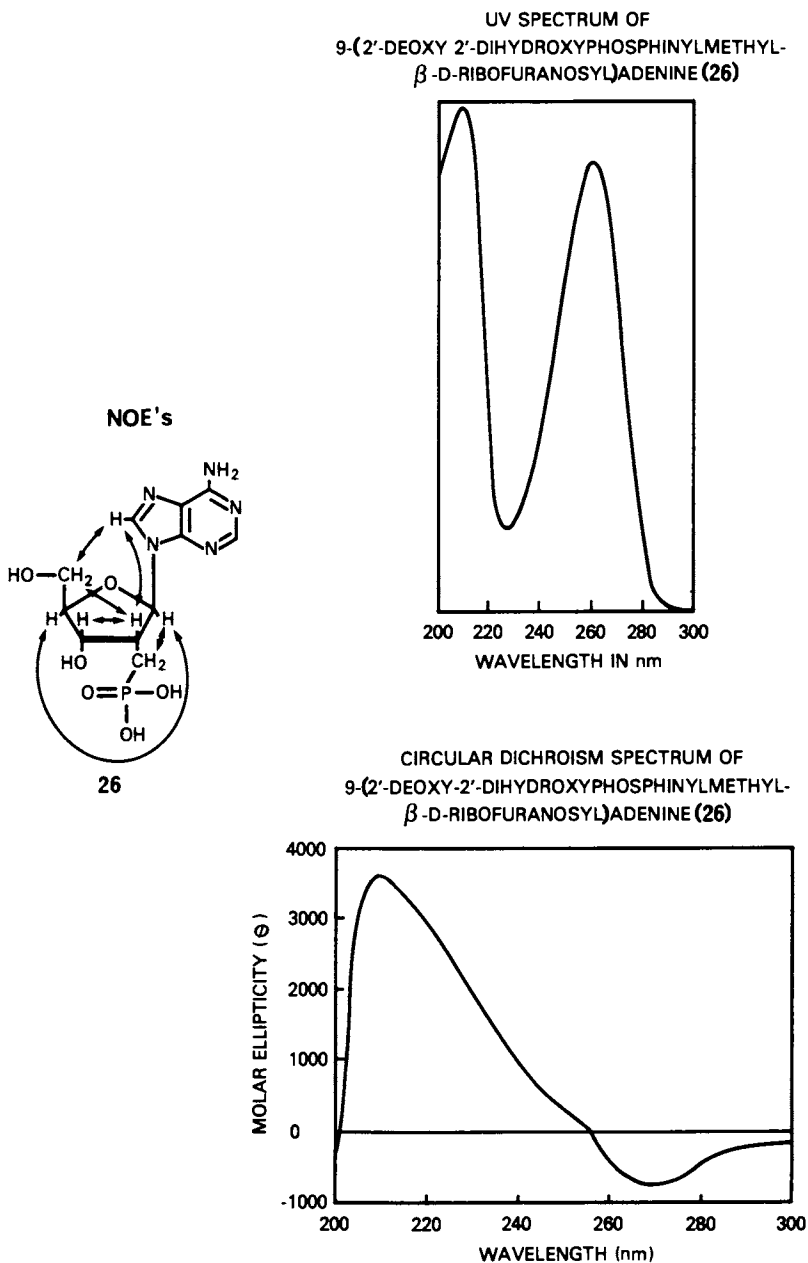 UV SPECTRUM OF
9-(2'-DEOXY 2'-DIHYDROXYPHOSPHINYLMETHYL-
β-D-RIBOFURANOSYL)ADENINE (26)
200 220 240 260 280 300
WAVELENGTH IN nm
NOE's
NH2
N
N
H
N
N
HO—CH2
O
H H H H
HO
CH2
O=P—OH
OH
26
CIRCULAR DICHROISM SPECTRUM OF
9-(2'-DEOXY-2'-DIHYDROXYPHOSPHINYLMETHYL-
β-D-RIBOFURANOSYL)ADENINE (26)
MOLAR ELLIPTICITY (Θ)
4000
3000
2000
1000
0
-1000
200 220 240 260 280 300
WAVELENGTH (nm)